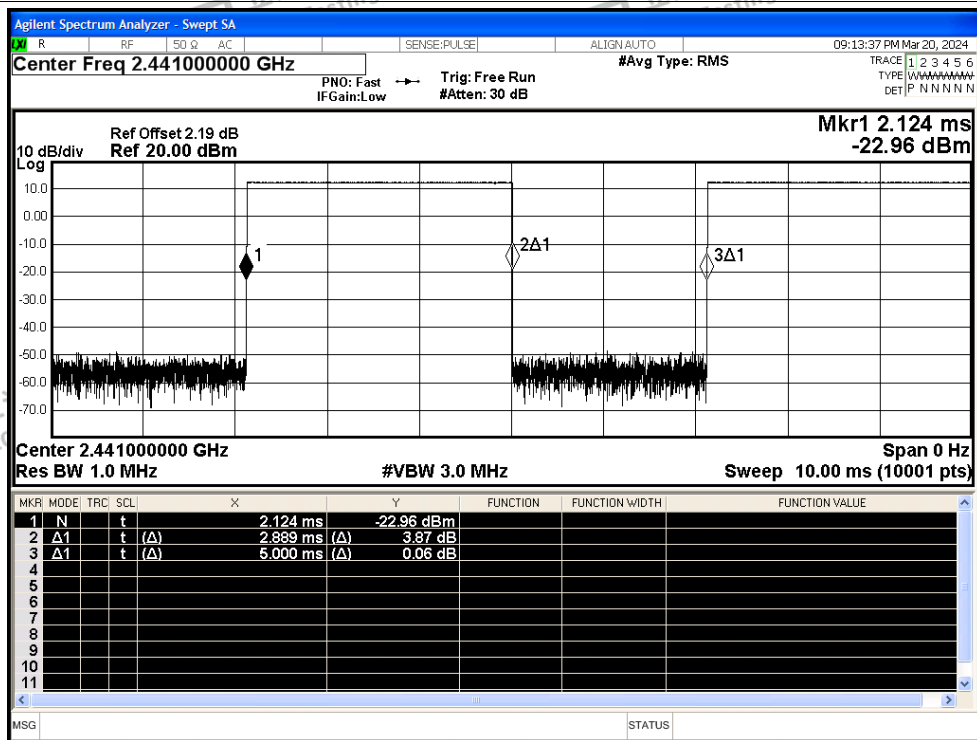 Agilent Spectrum Analyzer - Swept SA
LXI R RF 50 Ω AC SENSE:PULSE ALIGN AUTO 09:13:37 PM Mar 20, 2024
Center Freq 2.441000000 GHz #Avg Type: RMS TRACE 1 2 3 4 5 6
PNO: Fast Trig: Free Run TYPE WWWWWW
IFGain:Low #Atten: 30 dB DET P N N N N N
Mkr1 2.124 ms
-22.96 dBm
Ref Offset 2.19 dB
10 dB/div Ref 20.00 dBm
Log
10.0
0.00
-10.0
-20.0
-30.0
-40.0
-50.0
-60.0
-70.0
1
2Δ1
3Δ1
Center 2.441000000 GHz Span 0 Hz
Res BW 1.0 MHz #VBW 3.0 MHz Sweep 10.00 ms (10001 pts)
MKR MODE TRC SCL X Y FUNCTION FUNCTION WIDTH FUNCTION VALUE
1 N t 2.124 ms -22.96 dBm
2 Δ1 t (Δ) 2.889 ms (Δ) 3.87 dB
3 Δ1 t (Δ) 5.000 ms (Δ) 0.06 dB
4
5
6
7
8
9
10
11
MSG STATUS